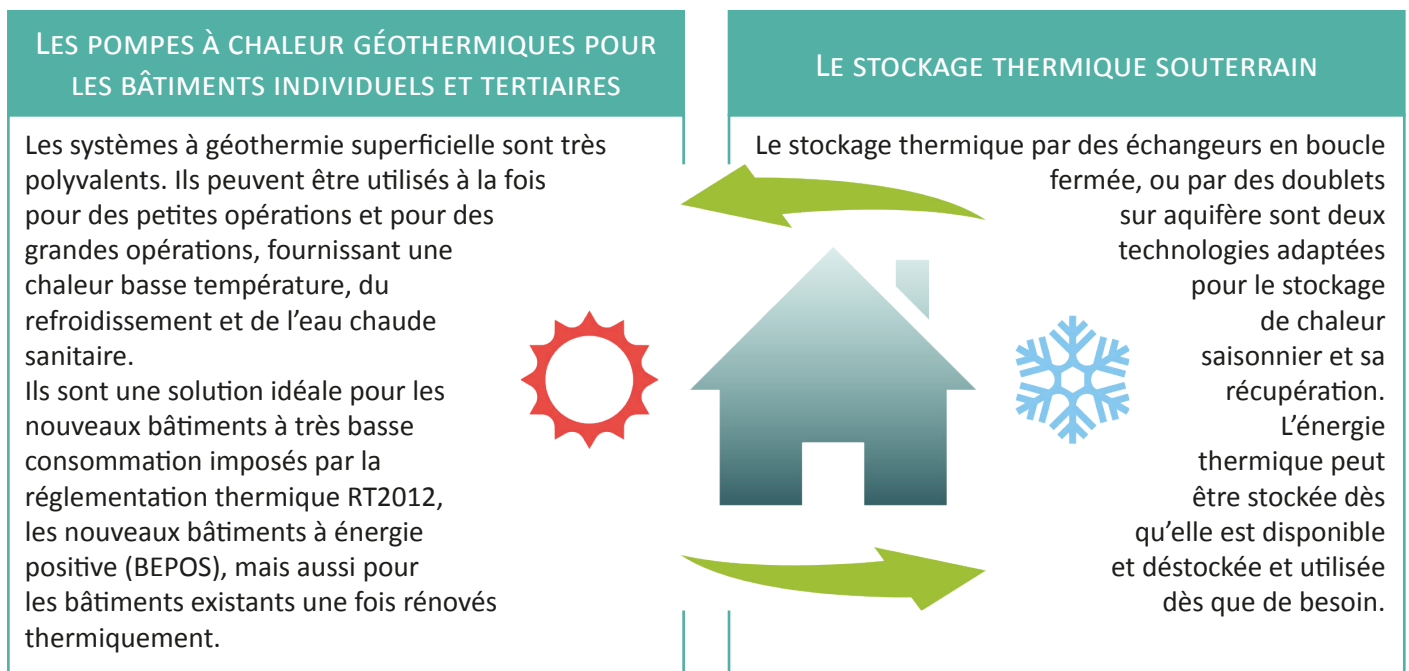 LES POMPES À CHALEUR GÉOTHERMIQUES POUR
LES BÂTIMENTS INDIVIDUELS ET TERTIAIRES
Les systèmes à géothermie superficielle sont très
polyvalents. Ils peuvent être utilisés à la fois
pour des petites opérations et pour des
grandes opérations, fournissant une
chaleur basse température, du
refroidissement et de l’eau chaude
sanitaire.
Ils sont une solution idéale pour les
nouveaux bâtiments à très basse
consommation imposés par la
réglementation thermique RT2012,
les nouveaux bâtiments à énergie
positive (BEPOS), mais aussi pour
les bâtiments existants une fois rénovés
thermiquement.
LE STOCKAGE THERMIQUE SOUTERRAIN
Le stockage thermique par des échangeurs en boucle
fermée, ou par des doublets
sur aquifère sont deux
technologies adaptées
pour le stockage
de chaleur
saisonnier et sa
récupération.
L’énergie
thermique peut
être stockée dès
qu’elle est disponible
et déstockée et utilisée
dès que de besoin.